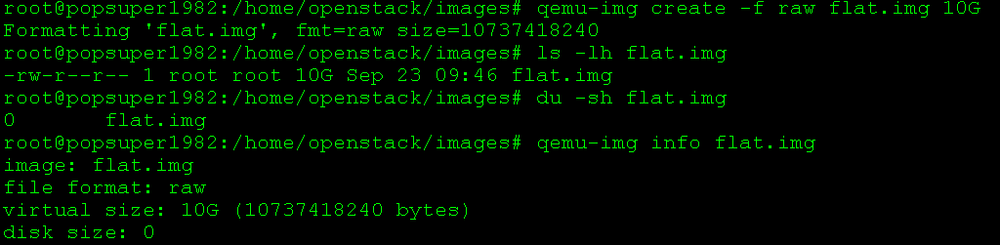 root@popsuper1982:/home/openstack/images# qemu-img create -f raw flat.img 10G
Formatting 'flat.img', fmt=raw size=10737418240
root@popsuper1982:/home/openstack/images# ls -lh flat.img
-rw-r--r-- 1 root root 10G Sep 23 09:46 flat.img
root@popsuper1982:/home/openstack/images# du -sh flat.img
0       flat.img
root@popsuper1982:/home/openstack/images# qemu-img info flat.img
image: flat.img
file format: raw
virtual size: 10G (10737418240 bytes)
disk size: 0